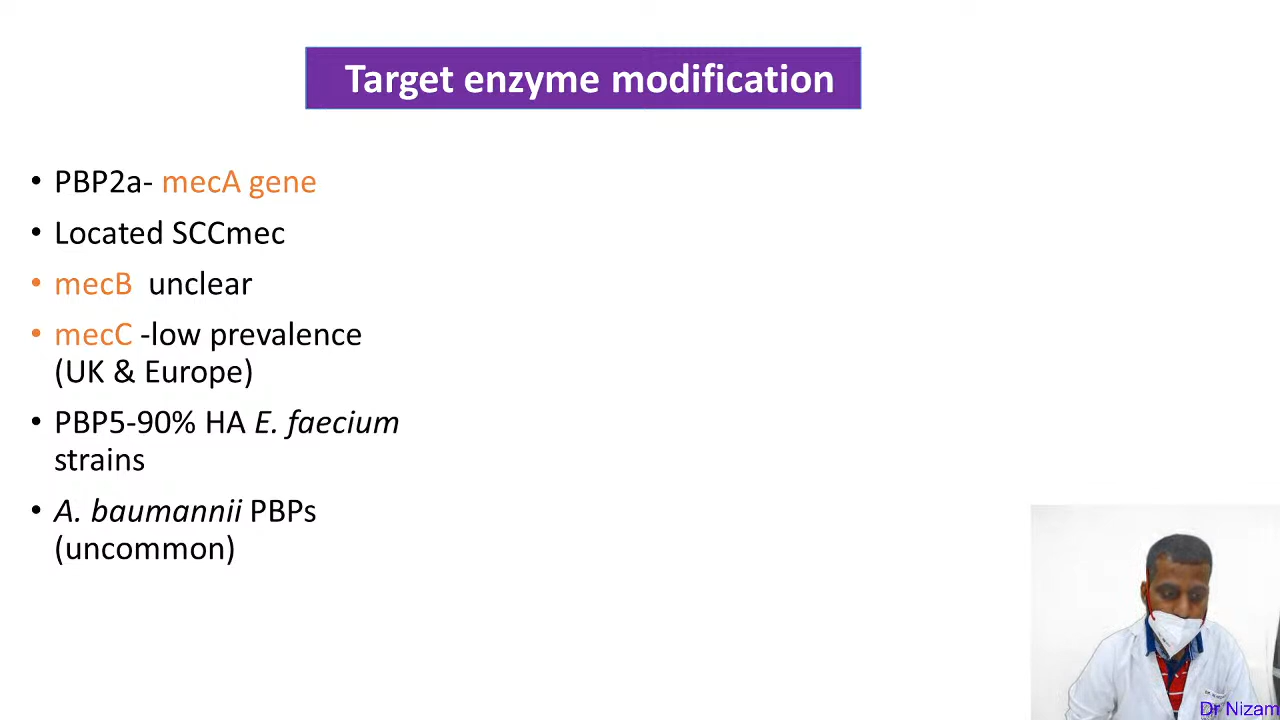 Target enzyme modification
• PBP2a- mecA gene
• Located SCCmec
• mecB unclear
• mecC -low prevalence
(UK & Europe)
• PBP5-90% HA E. faecium
strains
• A. baumannii PBPs
(uncommon)
Dr Nizam